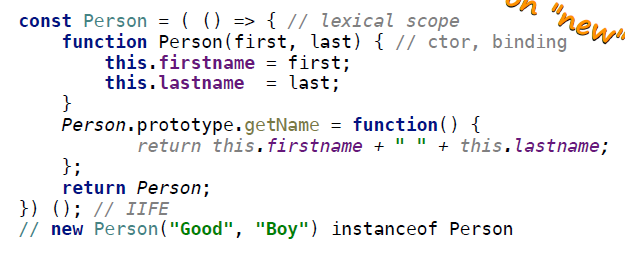 on "new"
const Person = ( () => { // lexical scope
    function Person(first, last) { // ctor, binding
        this.firstname = first;
        this.lastname  = last;
    }
    Person.prototype.getName = function() {
           return this.firstname + " " + this.lastname;
    };
    return Person;
}) (); // IIFE
// new Person("Good", "Boy") instanceof Person